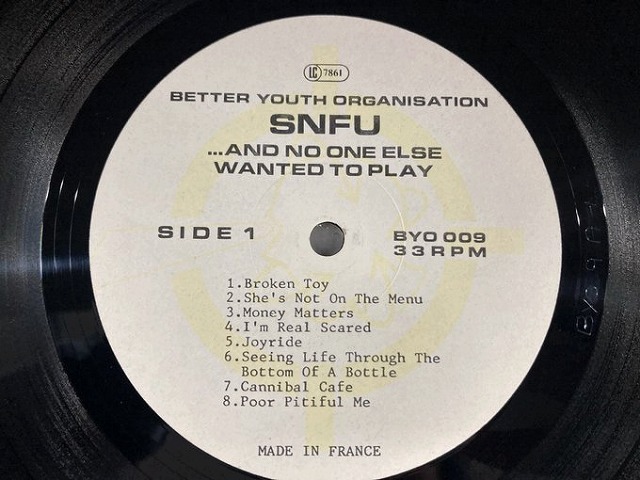 LC 7861
BETTER YOUTH ORGANISATION
SNFU
...AND NO ONE ELSE
WANTED TO PLAY
SIDE 1
BYO 009
33RPM
1.Broken Toy
2.She's Not On The Menu
3.Money Matters
4.I'm Real Scared
5.Joyride
6.Seeing Life Through The
Bottom Of A Bottle
7.Cannibal Cafe
8.Poor Pitiful Me
MADE IN FRANCE